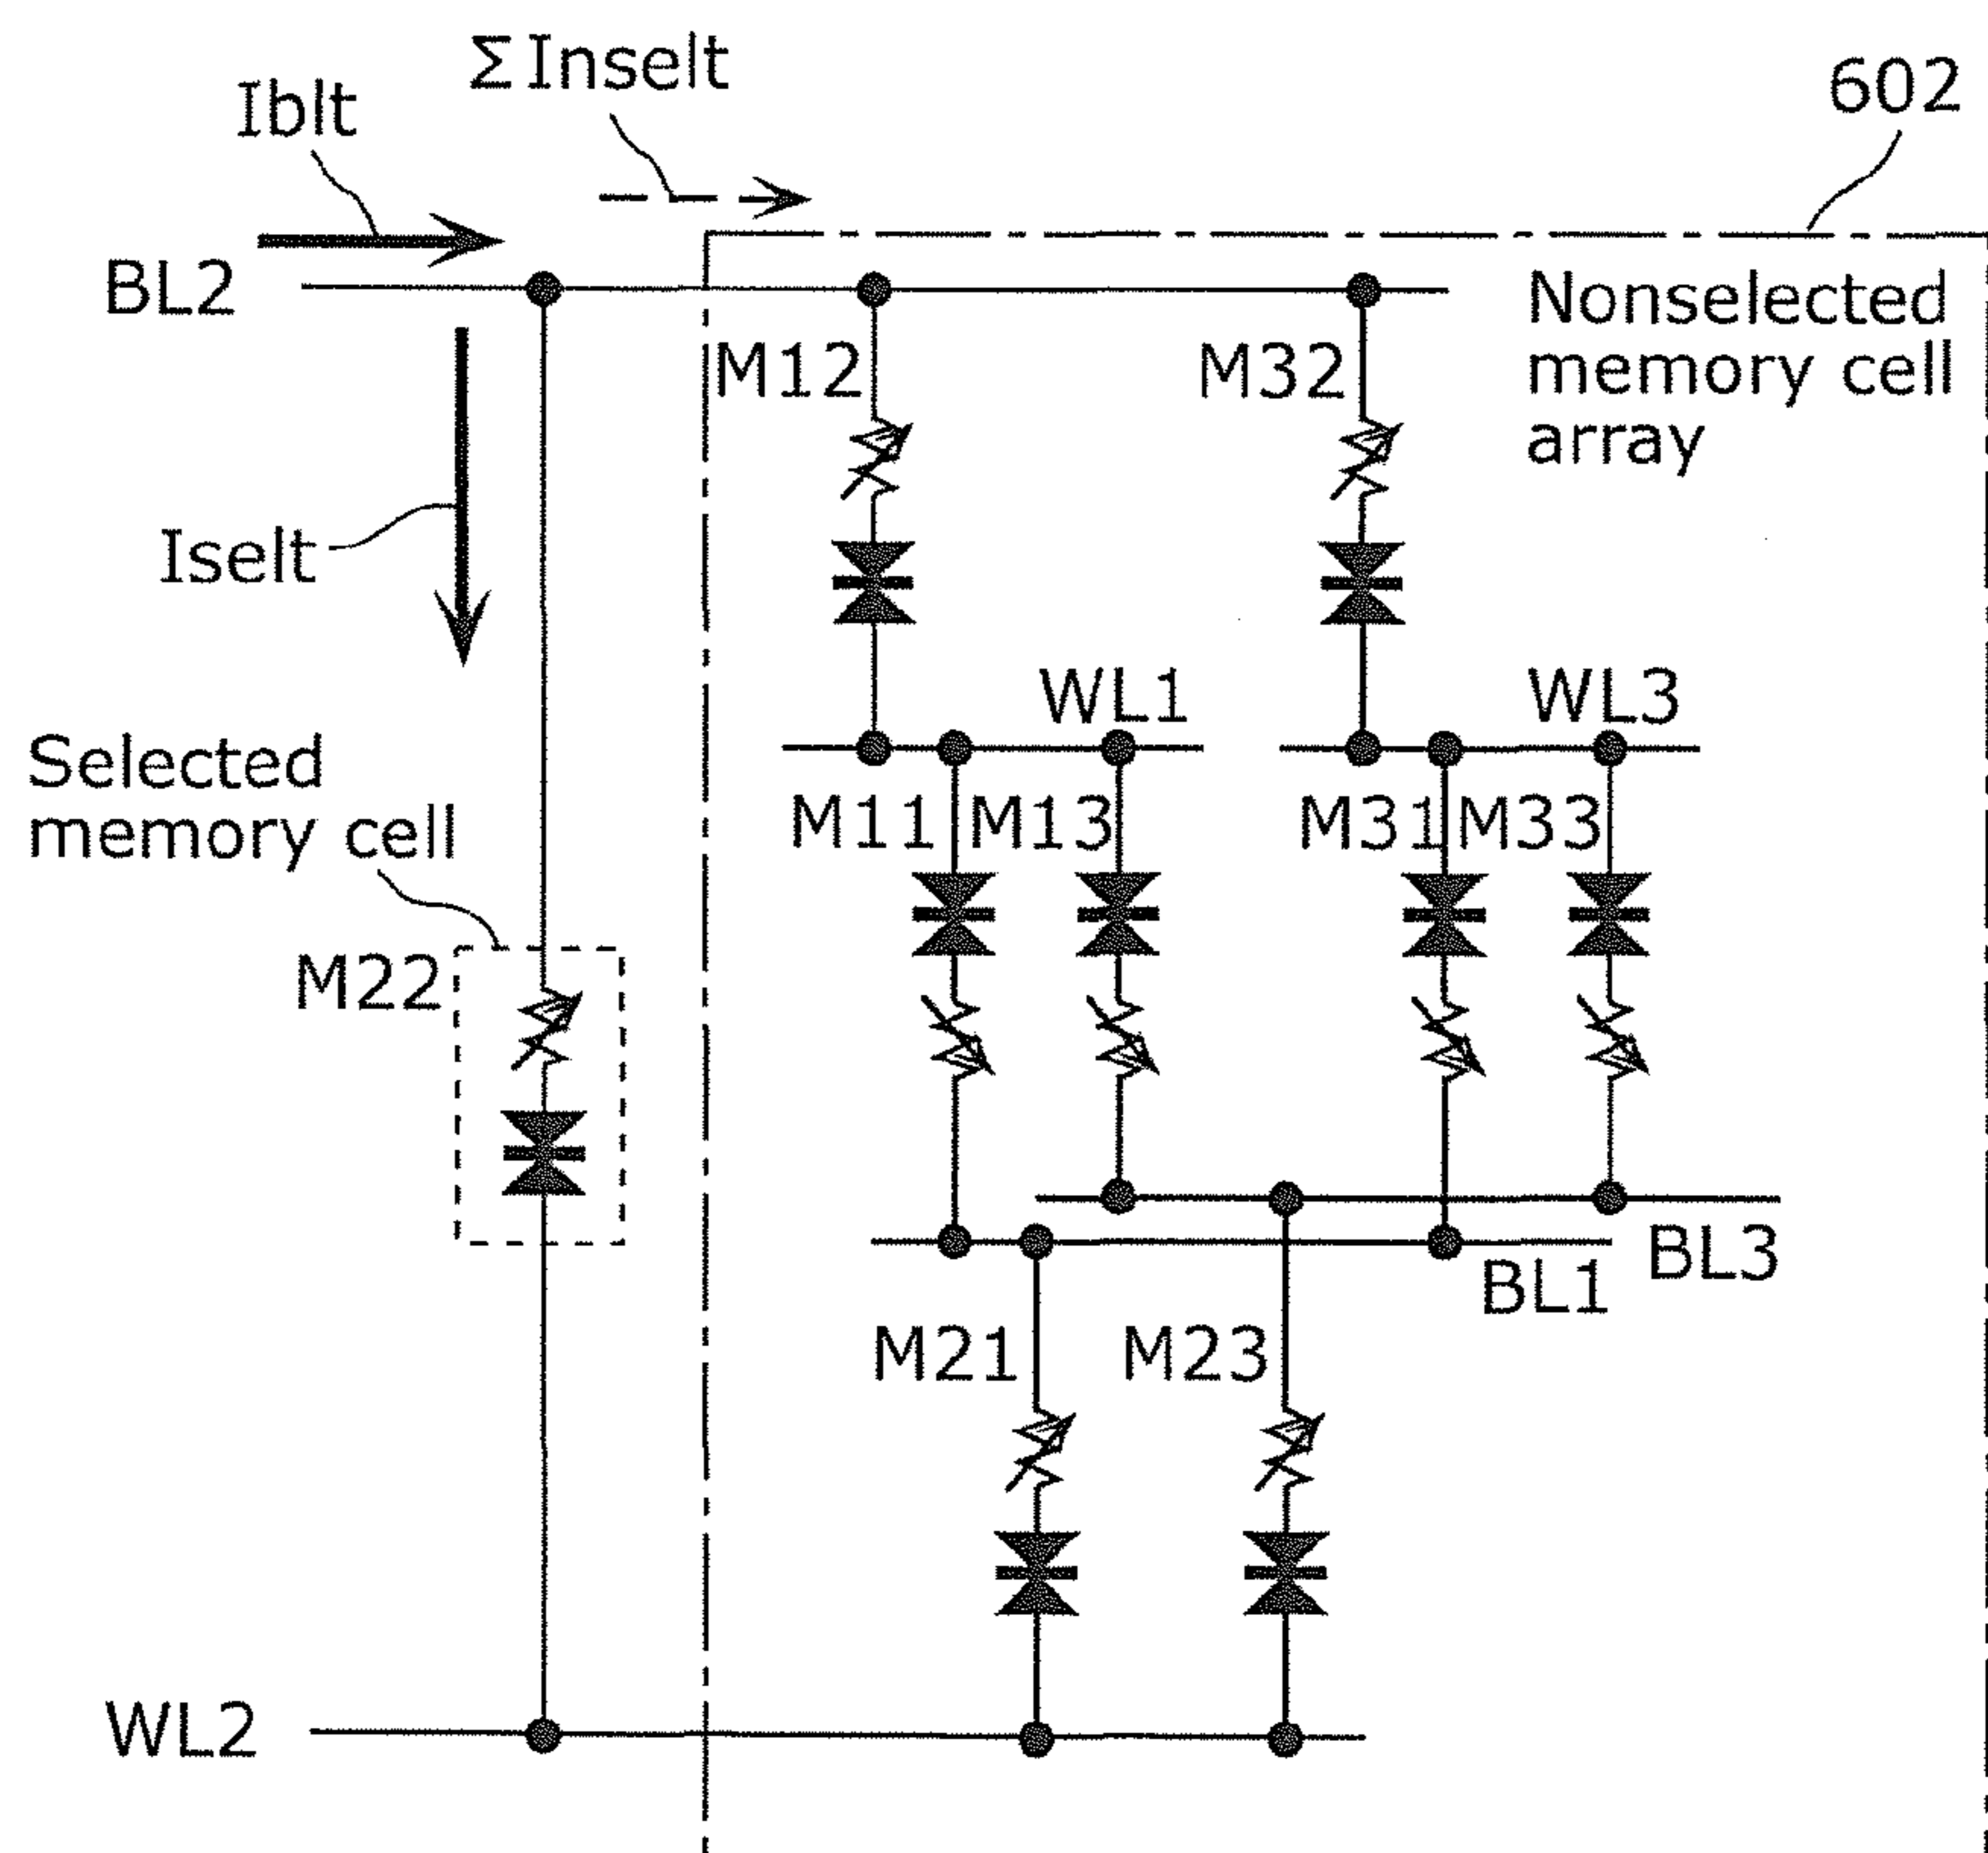 Σ Inselt
602
Iblt
BL2
Nonselected
memory cell
array
M12
M32
Iselt
WL1
WL3
Selected
memory cell
M11
M13
M31
M33
M22
BL3
BL1
M21
M23
WL2